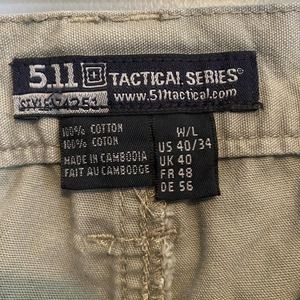 5.11 TACTICAL SERIES®
www.511tactical.com
100% COTTON
100% COTON
MADE IN CAMBODIA
FAIT AU CAMBODGE
W/L
US 40/34
UK 40
FR 48
DE 56